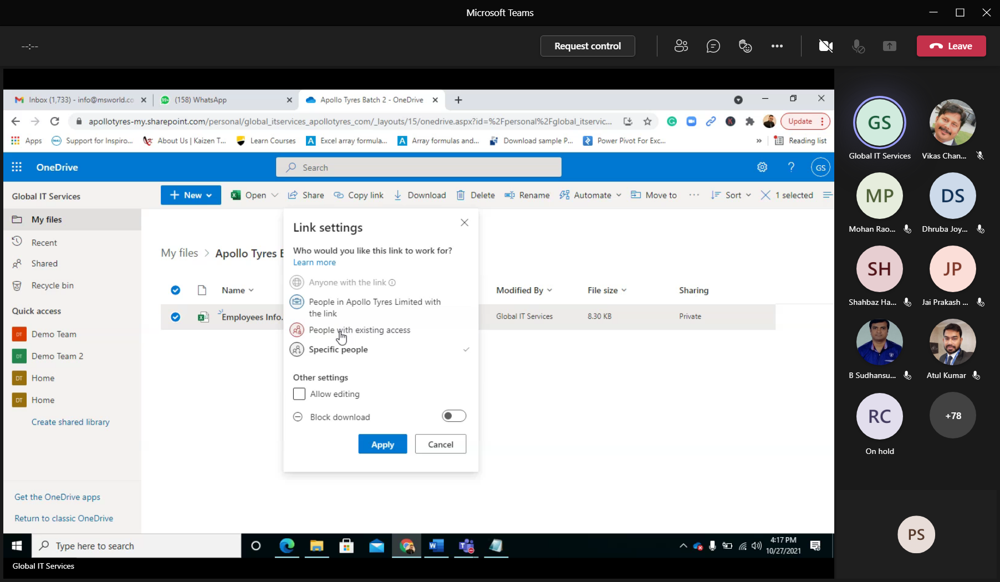 Microsoft Teams
--:--
Request control
Leave
Inbox (1,733) - info@msworld.co
99+
(158) WhatsApp
Apollo Tyres Batch 2 - OneDrive
apollotyres-my.sharepoint.com/personal/global_itservices_apollotyres_com/_layouts/15/onedrive.aspx?id=%2Fpersonal%2Fglobal_itservic...
Update
Apps
Support for Inspiro...
About Us | Kaizen T...
Learn Courses
Excel array formula...
Array formulas and...
Download sample P...
Power Pivot For Exc...
»
Reading list
OneDrive
Search
?
GS
Global IT Services
New
Open
Share
Copy link
Download
Delete
Rename
Automate
Move to
Sort
1 selected
My files
Recent
Shared
Recycle bin
Quick access
DT Demo Team
DT Demo Team 2
DT Home
DT Home
Create shared library
Get the OneDrive apps
Return to classic OneDrive
My files > Apollo Tyres B
Name
Modified By
File size
Sharing
Employees Info.
Global IT Services
8.30 KB
Private
Link settings
Who would you like this link to work for?
Learn more
Anyone with the link
People in Apollo Tyres Limited with
the link
People with existing access
Specific people
Other settings
Allow editing
Block download
Apply
Cancel
Type here to search
4:17 PM
10/27/2021
Global IT Services
GS
Global IT Services
Vikas Chan...
MP
Mohan Rao...
DS
Dhruba Joy...
SH
Shahbaz Ha...
JP
Jai Prakash ...
B Sudhansu...
Atul Kumar
RC
On hold
+78
PS